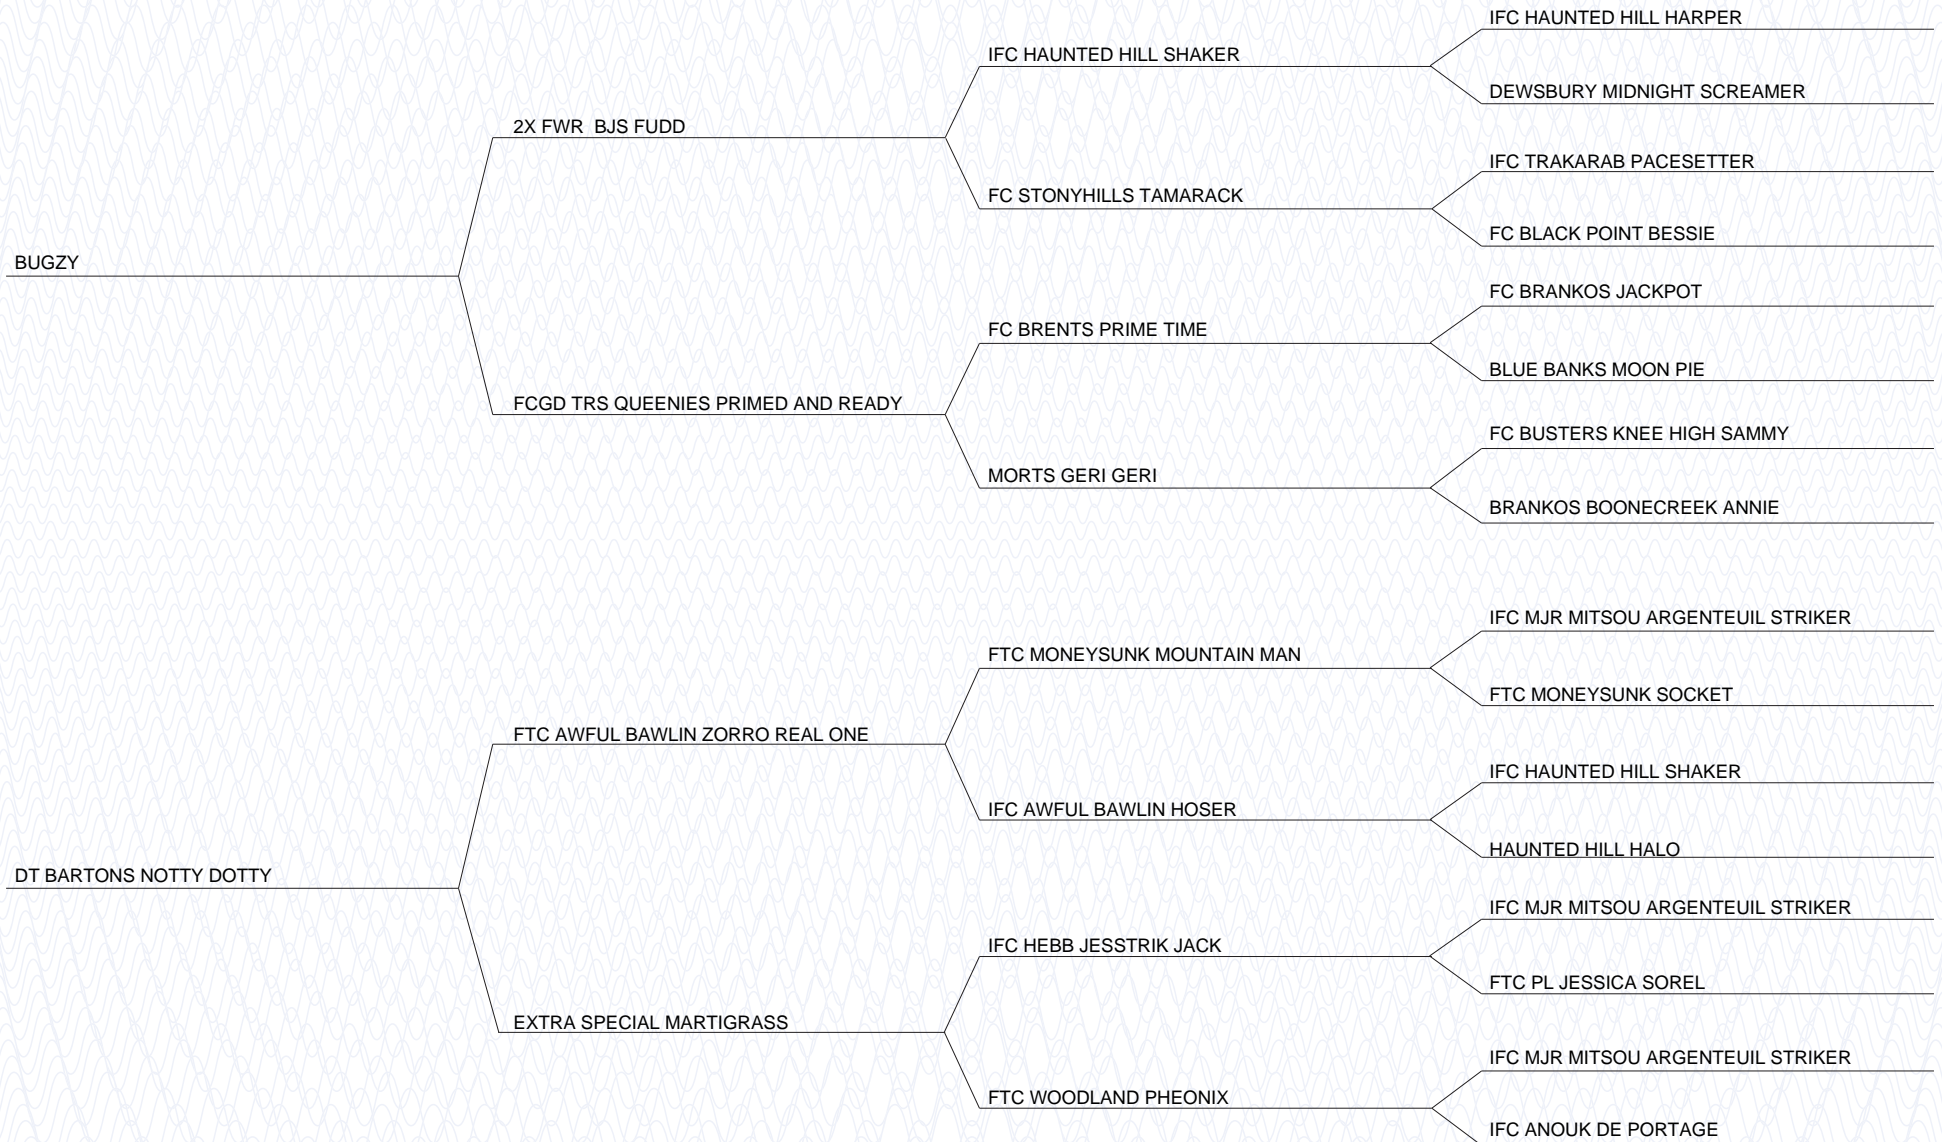 IFC HAUNTED HILL HARPER
IFC HAUNTED HILL SHAKER
DEWSBURY MIDNIGHT SCREAMER
2X FWR  BJS FUDD
IFC TRAKARAB PACESETTER
FC STONYHILLS TAMARACK
FC BLACK POINT BESSIE
BUGZY
FC BRANKOS JACKPOT
FC BRENTS PRIME TIME
BLUE BANKS MOON PIE
FCGD TRS QUEENIES PRIMED AND READY
FC BUSTERS KNEE HIGH SAMMY
MORTS GERI GERI
BRANKOS BOONECREEK ANNIE
IFC MJR MITSOU ARGENTEUIL STRIKER
FTC MONEYSUNK MOUNTAIN MAN
FTC MONEYSUNK SOCKET
FTC AWFUL BAWLIN ZORRO REAL ONE
IFC HAUNTED HILL SHAKER
IFC AWFUL BAWLIN HOSER
HAUNTED HILL HALO
DT BARTONS NOTTY DOTTY
IFC MJR MITSOU ARGENTEUIL STRIKER
IFC HEBB JESSTRIK JACK
FTC PL JESSICA SOREL
EXTRA SPECIAL MARTIGRASS
IFC MJR MITSOU ARGENTEUIL STRIKER
FTC WOODLAND PHEONIX
IFC ANOUK DE PORTAGE